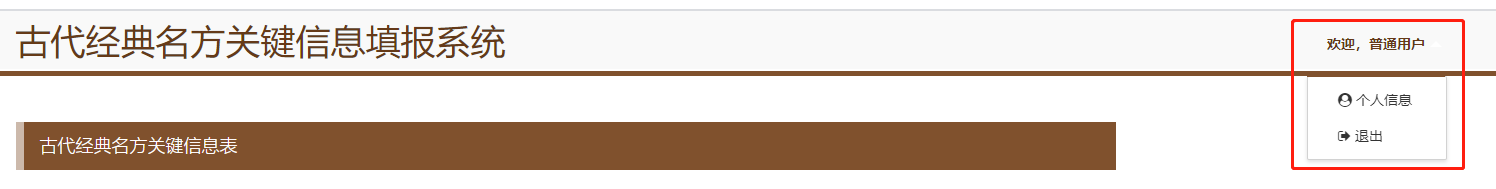 古代经典名方关键信息填报系统
欢迎，普通用户
个人信息
退出
古代经典名方关键信息表